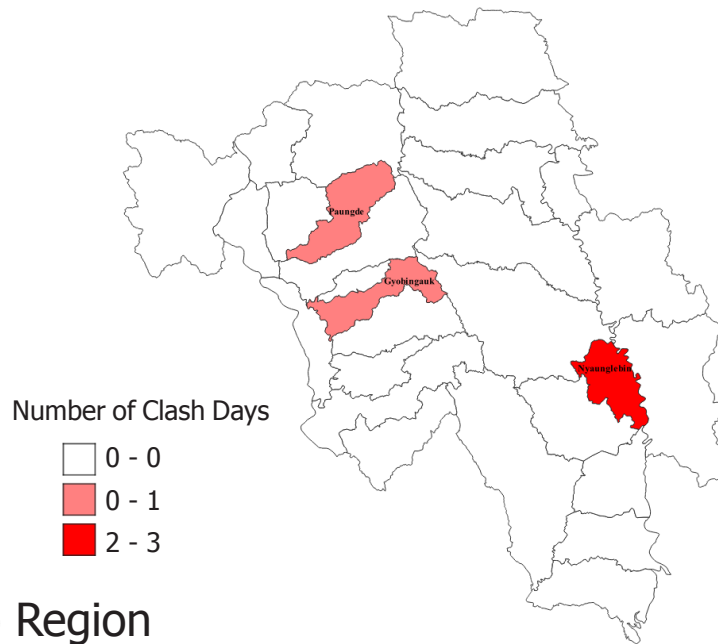 Paungde
Gyobingauk
Nyaunglebin
Number of Clash Days
0 - 0
0 - 1
2 - 3
Region